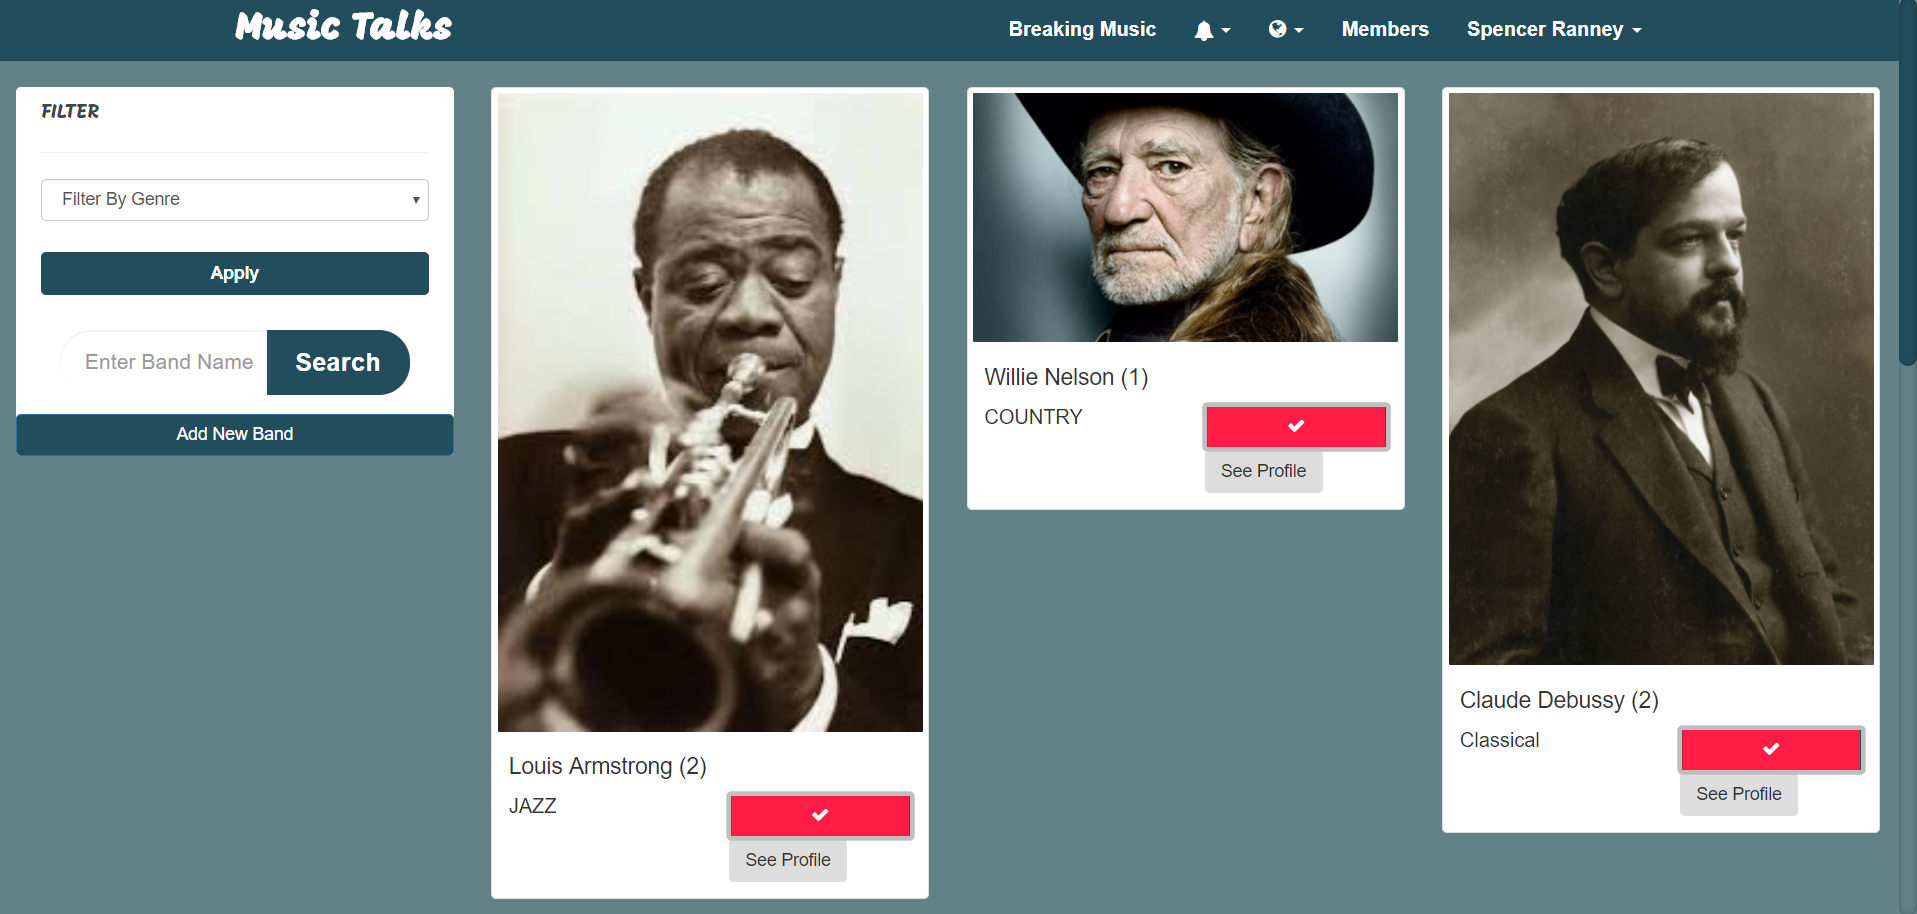 Music Talks
Breaking Music
Members
Spencer Ranney
FILTER
Filter By Genre
Apply
Enter Band Name
Search
Add New Band
Louis Armstrong (2)
JAZZ
See Profile
Willie Nelson (1)
COUNTRY
See Profile
Claude Debussy (2)
Classical
See Profile